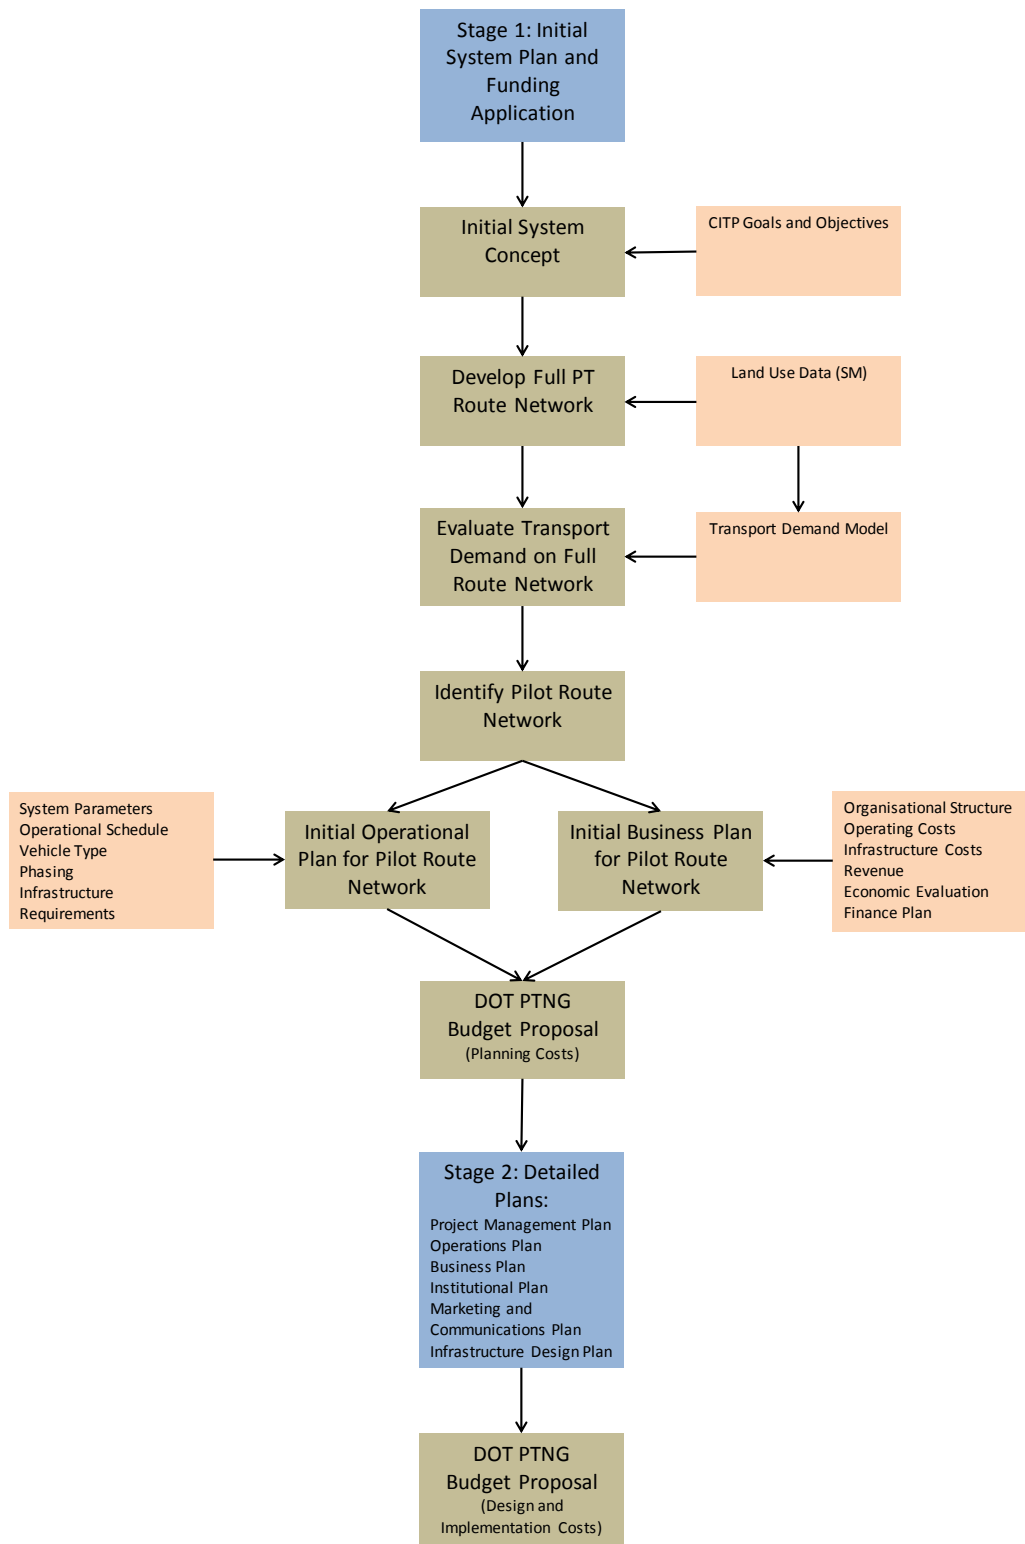 Stage 1: Initial
System Plan and
Funding
Application
Initial System
Concept
CITP Goals and Objectives
Develop Full PT
Route Network
Land Use Data (SM)
Evaluate Transport
Demand on Full
Route Network
Transport Demand Model
Identify Pilot Route
Network
System Parameters
Operational Schedule
Vehicle Type
Phasing
Infrastructure
Requirements
Initial Operational
Plan for Pilot Route
Network
Initial Business Plan
for Pilot Route
Network
Organisational Structure
Operating Costs
Infrastructure Costs
Revenue
Economic Evaluation
Finance Plan
DOT PTNG
Budget Proposal
(Planning Costs)
Stage 2: Detailed
Plans:
Project Management Plan
Operations Plan
Business Plan
Institutional Plan
Marketing and
Communications Plan
Infrastructure Design Plan
DOT PTNG
Budget Proposal
(Design and
Implementation Costs)